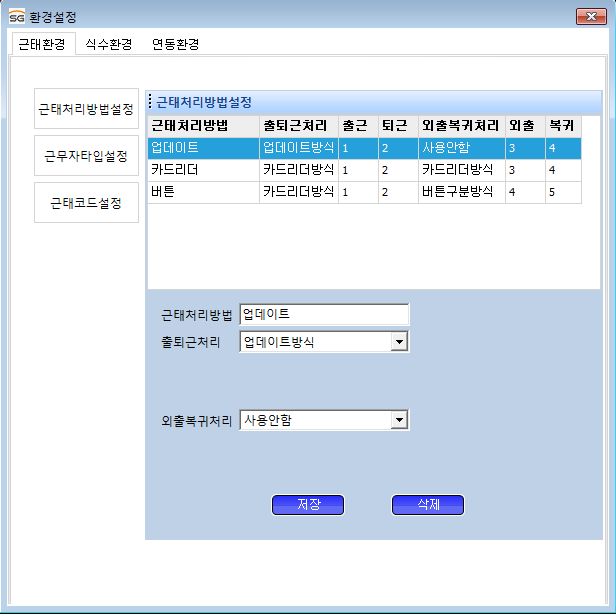 SG 환경설정
근태환경 식수환경 연동환경
근태처리방법설정
근무자타입설정
근태코드설정
근태처리방법설정
근태처리방법 출퇴근처리 출근 퇴근 외출복귀처리 외출 복귀
업데이트 업데이트방식 1 2 사용안함 3 4
카드리더 카드리더방식 1 2 카드리더방식 3 4
버튼 카드리더방식 1 2 버튼구분방식 4 5
근태처리방법 업데이트
출퇴근처리 업데이트방식
외출복귀처리 사용안함
저장 삭제